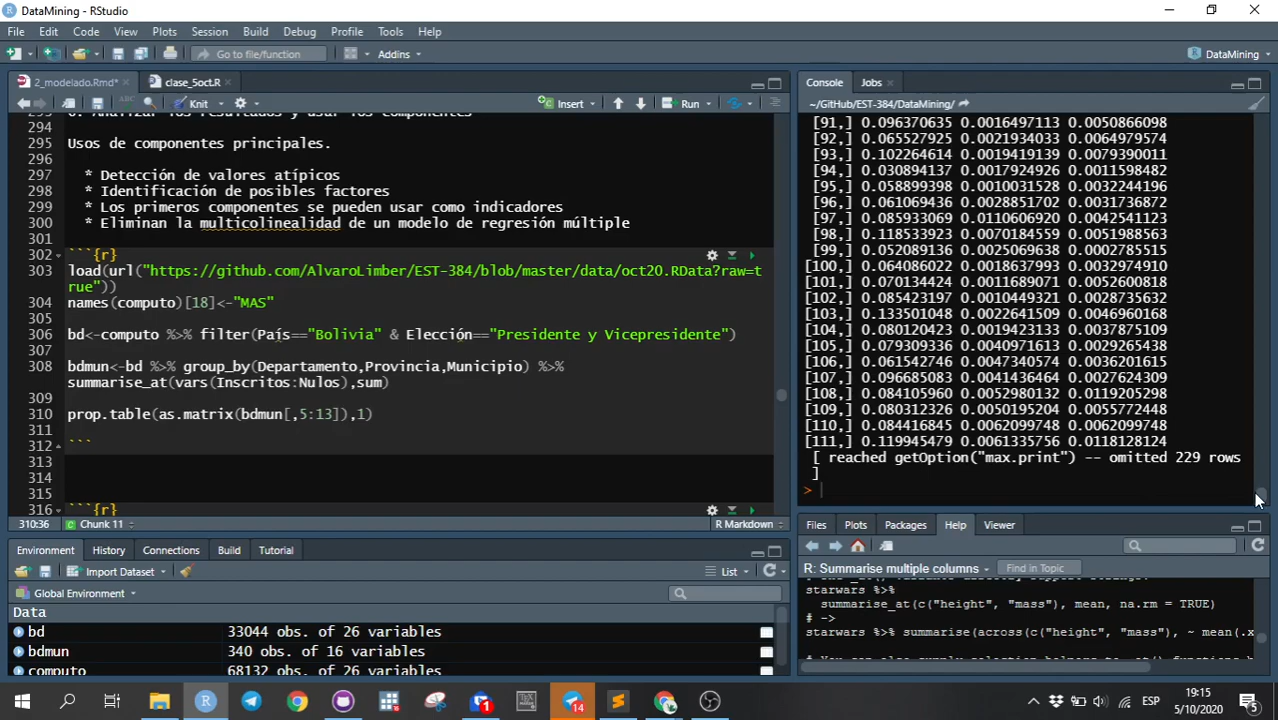 DataMining - RStudio
File Edit Code View Plots Session Build Debug Profile Tools Help
Go to file/function Addins DataMining
2_modelado.Rmd* clase_5oct.R
ABC Knit Insert Run
294
295 Usos de componentes principales.
296
297 * Detección de valores atípicos
298 * Identificación de posibles factores
299 * Los primeros componentes se pueden usar como indicadores
300 * Eliminan la multicolinealidad de un modelo de regresión múltiple
301
302 ```{r}
303 load(url("https://github.com/AlvaroLimber/EST-384/blob/master/data/oct20.RData?raw=t
rue"))
304 names(computo)[18]<-"MAS"
305
306 bd<-computo %>% filter(País=="Bolivia" & Elección=="Presidente y Vicepresidente")
307
308 bdmun<-bd %>% group_by(Departamento,Provincia,Municipio) %>%
summarise_at(vars(Inscritos:Nulos),sum)
309
310 prop.table(as.matrix(bdmun[,5:13]),1)
311
312 ```
313
314
315
316 ```{r}
310:36 Chunk 11 R Markdown
Environment History Connections Build Tutorial
Import Dataset List
Global Environment
Data
bd 33044 obs. of 26 variables
bdmun 340 obs. of 16 variables
computo 68132 obs. of 26 variables
Console Jobs
~/GitHub/EST-384/DataMining/
[91,] 0.096370635 0.0016497113 0.0050866098
[92,] 0.065527925 0.0021934033 0.0064979574
[93,] 0.102264614 0.0019419139 0.0079390011
[94,] 0.030894137 0.0017924926 0.0011598482
[95,] 0.058899398 0.0010031528 0.0032244196
[96,] 0.061069436 0.0028851702 0.0031736872
[97,] 0.085933069 0.0110606920 0.0042541123
[98,] 0.118533923 0.0070184559 0.0051988563
[99,] 0.052089136 0.0025069638 0.0002785515
[100,] 0.064086022 0.0018637993 0.0032974910
[101,] 0.070134424 0.0011689071 0.0052600818
[102,] 0.085423197 0.0010449321 0.0028735632
[103,] 0.133501048 0.0022641509 0.0046960168
[104,] 0.080120423 0.0019423133 0.0037875109
[105,] 0.079309336 0.0040971613 0.0029265438
[106,] 0.061542746 0.0047340574 0.0036201615
[107,] 0.096685083 0.0041436464 0.0027624309
[108,] 0.084105960 0.0052980132 0.0119205298
[109,] 0.080312326 0.0050195204 0.0055772448
[110,] 0.084416845 0.0062099748 0.0062099748
[111,] 0.119945479 0.0061335756 0.0118128124
[ reached getOption("max.print") -- omitted 229 rows
]
>
Files Plots Packages Help Viewer
R: Summarise multiple columns Find in Topic
starwars %>%
summarise_at(c("height", "mass"), mean, na.rm = TRUE)
# ->
starwars %>% summarise(across(c("height", "mass"), ~ mean(.x
14 1 ESP 19:15
5/10/2020 5